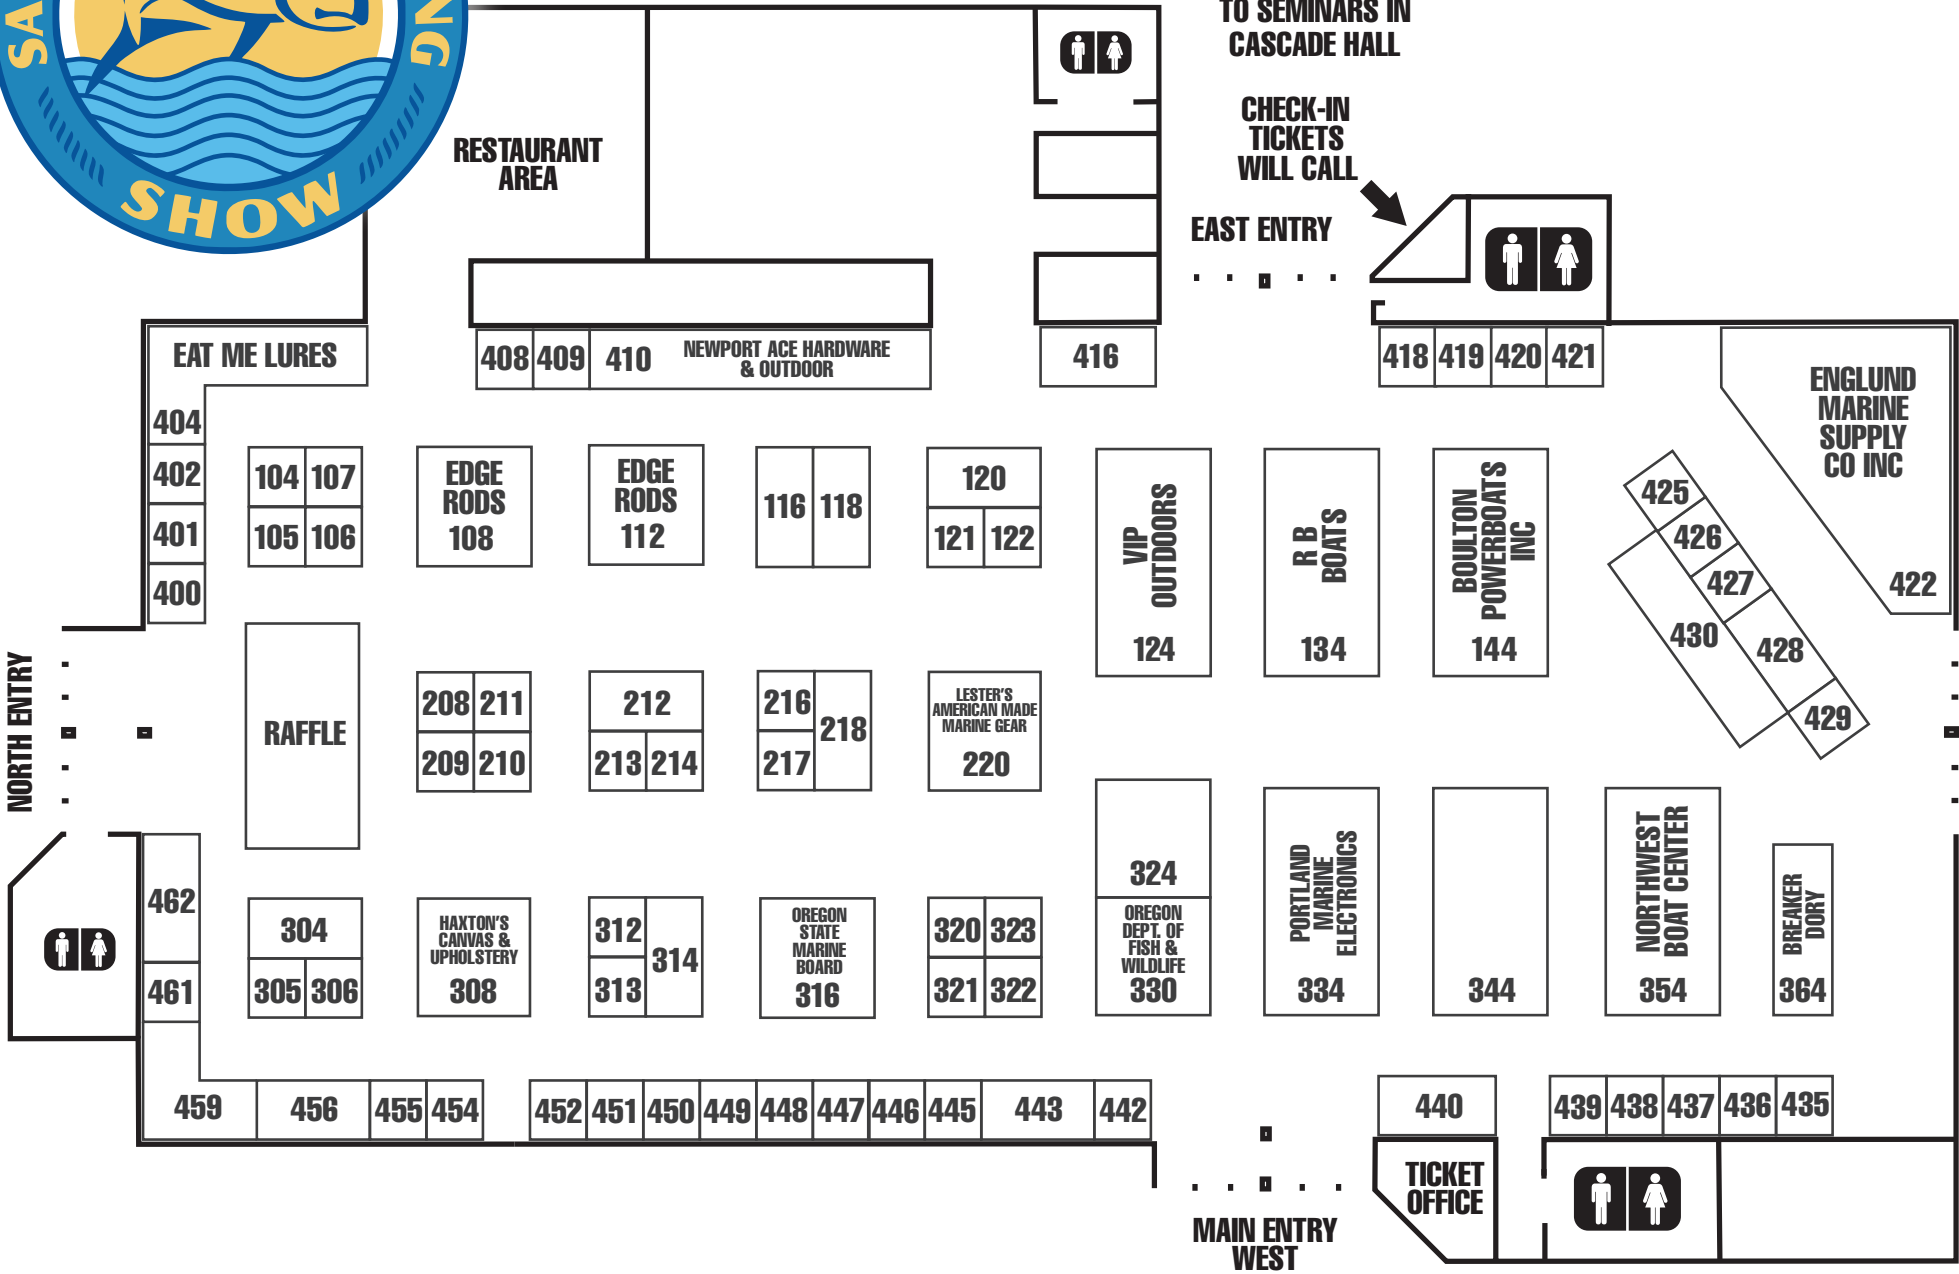 SA
NG
SHOW
TO SEMINARS IN
CASCADE HALL
CHECK-IN
TICKETS
WILL CALL
RESTAURANT
AREA
EAST ENTRY
EAT ME LURES
408
409
410
NEWPORT ACE HARDWARE
& OUTDOOR
416
418
419
420
421
ENGLUND
MARINE
SUPPLY
CO INC
422
404
402
401
400
104
107
105
106
EDGE
RODS
108
EDGE
RODS
112
116
118
120
121
122
VIP
OUTDOORS
124
R B
BOATS
134
BOULTON
POWERBOATS
INC
144
425
426
427
428
429
430
NORTH ENTRY
RAFFLE
208
211
209
210
212
213
214
216
217
218
LESTER'S
AMERICAN MADE
MARINE GEAR
220
462
461
304
305
306
HAXTON'S
CANVAS &
UPHOLSTERY
308
312
313
314
OREGON
STATE
MARINE
BOARD
316
320
323
321
322
324
OREGON
DEPT. OF
FISH &
WILDLIFE
330
PORTLAND
MARINE
ELECTRONICS
334
344
NORTHWEST
BOAT CENTER
354
BREAKER
DORY
364
459
456
455
454
452
451
450
449
448
447
446
445
443
442
440
439
438
437
436
435
TICKET
OFFICE
MAIN ENTRY
WEST